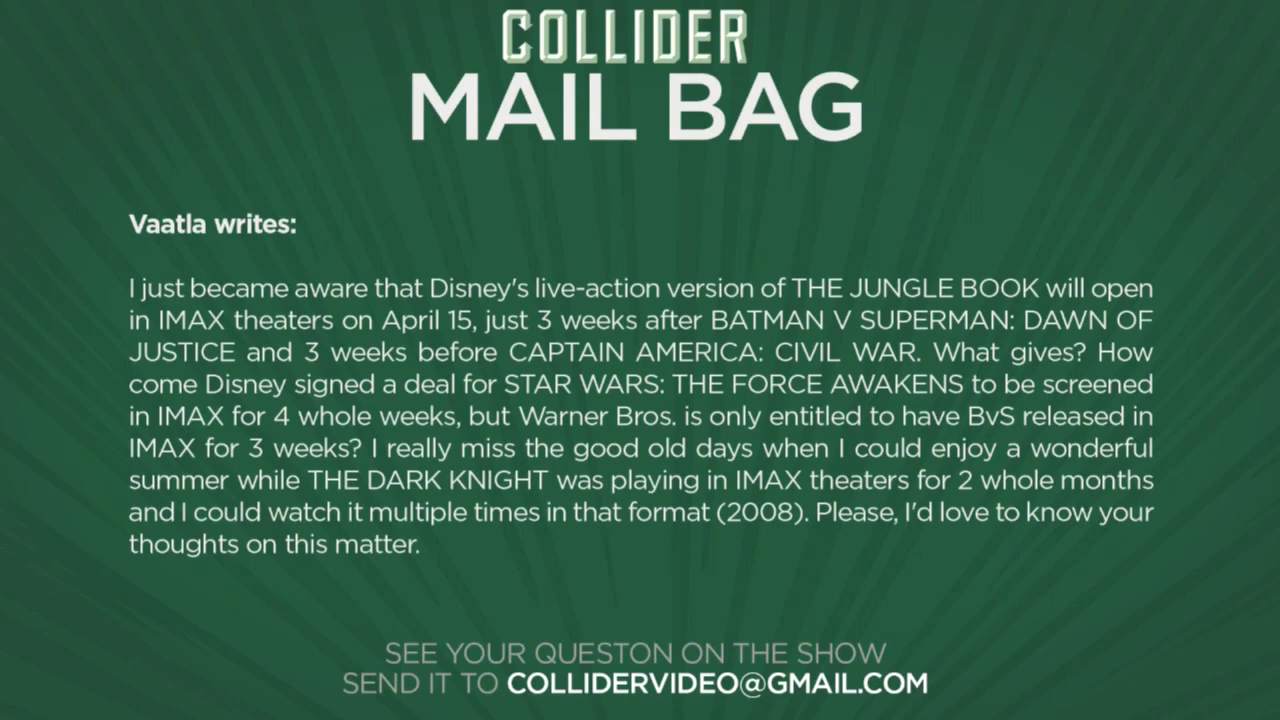 COLLIDER
MAIL BAG
Vaatla writes:
I just became aware that Disney's live-action version of THE JUNGLE BOOK will open
in IMAX theaters on April 15, just 3 weeks after BATMAN V SUPERMAN: DAWN OF
JUSTICE and 3 weeks before CAPTAIN AMERICA: CIVIL WAR. What gives? How
come Disney signed a deal for STAR WARS: THE FORCE AWAKENS to be screened
in IMAX for 4 whole weeks, but Warner Bros. is only entitled to have BvS released in
IMAX for 3 weeks? I really miss the good old days when I could enjoy a wonderful
summer while THE DARK KNIGHT was playing in IMAX theaters for 2 whole months
and I could watch it multiple times in that format (2008). Please, I'd love to know your
thoughts on this matter.
SEE YOUR QUESTON ON THE SHOW
SEND IT TO COLLIDERVIDEO@GMAIL.COM